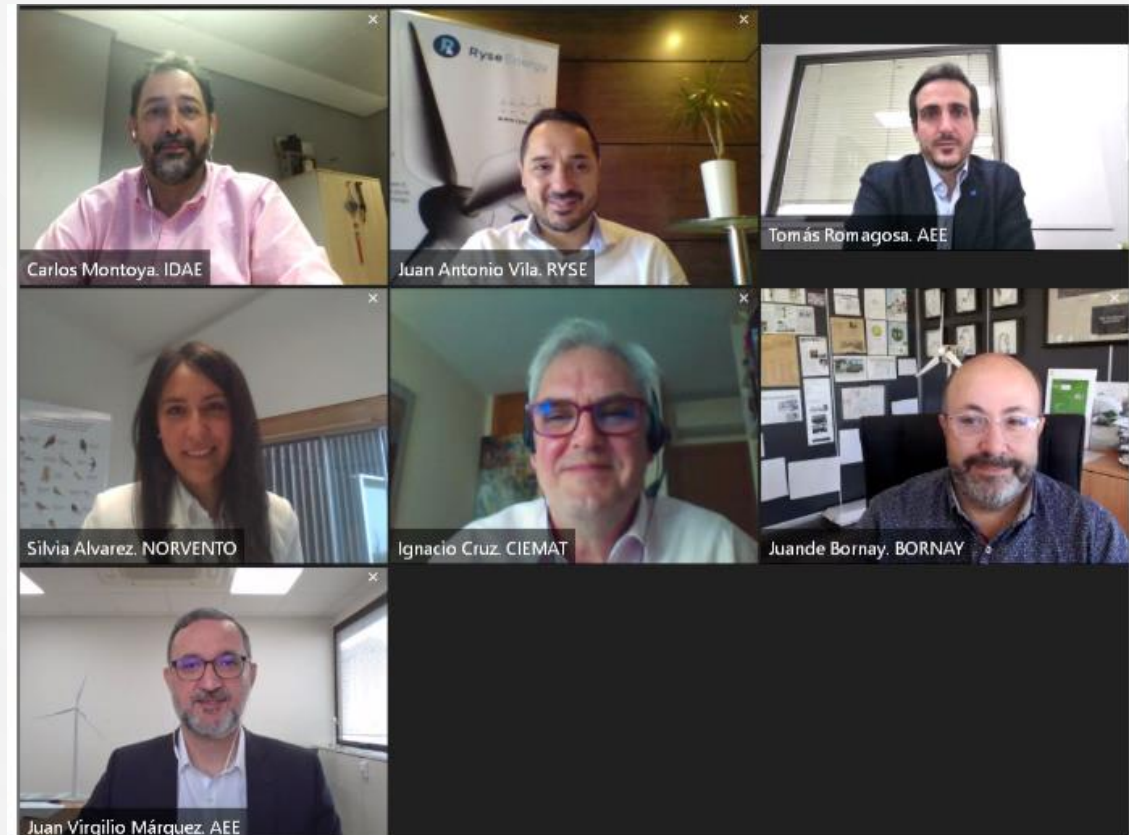 Ryse Energy
Carlos Montoya. IDAE
Juan Antonio Vila. RYSE
Tomás Romagosa. AEE
Silvia Alvarez. NORVENTO
Ignacio Cruz. CIEMAT
Juande Bornay. BORNAY
Juan Virgilio Márquez. AEE